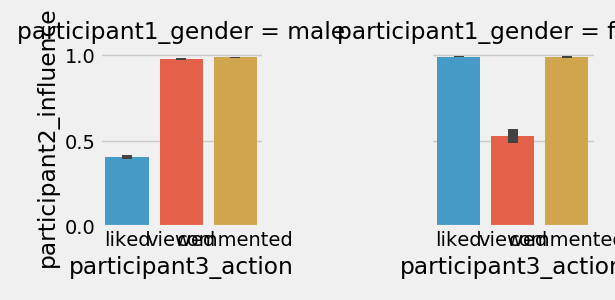 participant1_gender = male
participant1_gender = f
participant2_influence
1.0
0.5
0.0
liked viewed commented
liked viewed commented
participant3_action
participant3_action